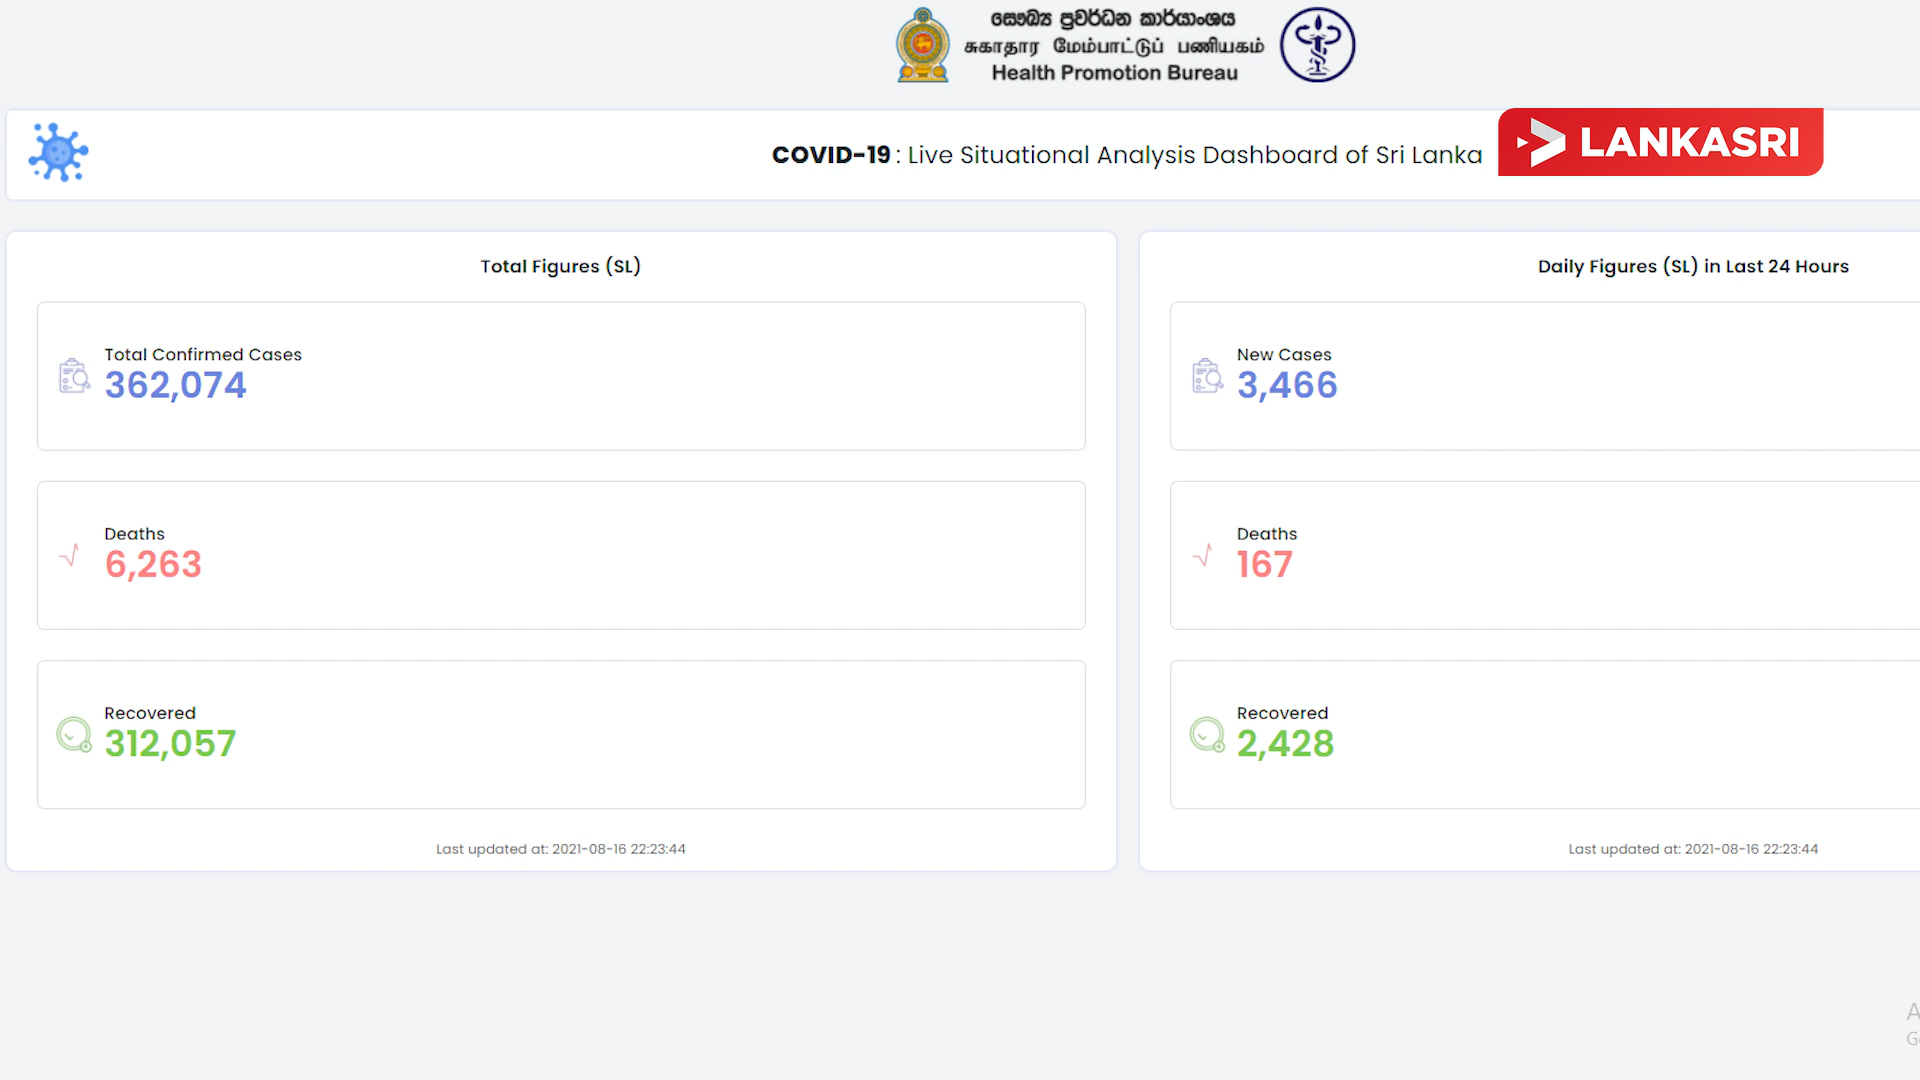 සෞඛ්‍ය ප්‍රවර්ධන කාර්යාංශය
சுகாதார மேம்பாட்டுப் பணியகம்
Health Promotion Bureau
COVID-19 : Live Situational Analysis Dashboard of Sri Lanka
LANKASRI
Total Figures (SL)
Total Confirmed Cases
362,074
Deaths
6,263
Recovered
312,057
Last updated at: 2021-08-16 22:23:44
Daily Figures (SL) in Last 24 Hours
New Cases
3,466
Deaths
167
Recovered
2,428
Last updated at: 2021-08-16 22:23:44